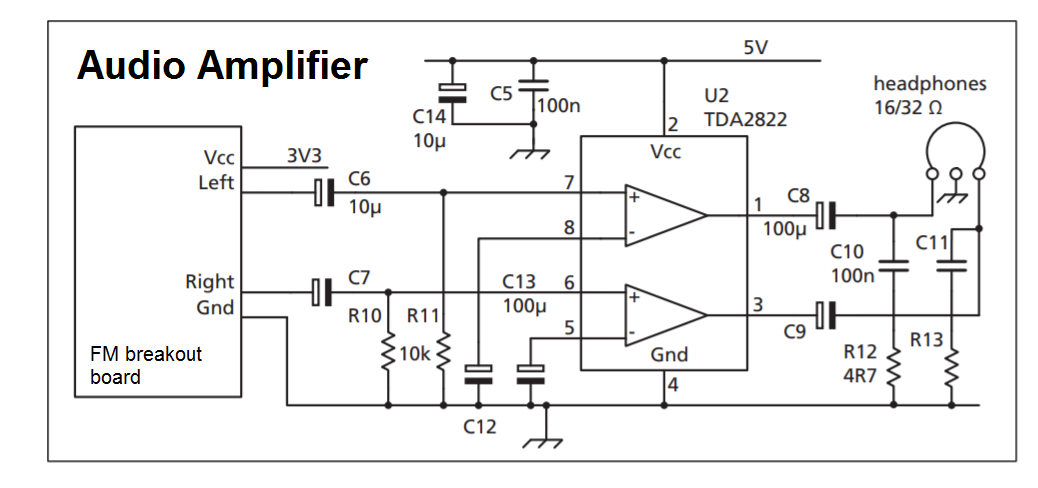 Audio Amplifier
5V
C5
100n
C14
10µ
U2
TDA2822
headphones
16/32 Ω
2
Vcc
Vcc
3V3
Left
C6
10µ
7
+
-
8
1
C8
100µ
C10
100n
C11
Right
Gnd
C7
C13
100µ
6
+
-
5
3
C9
R10
R11
10k
FM breakout
board
Gnd
4
R12
4R7
R13
C12